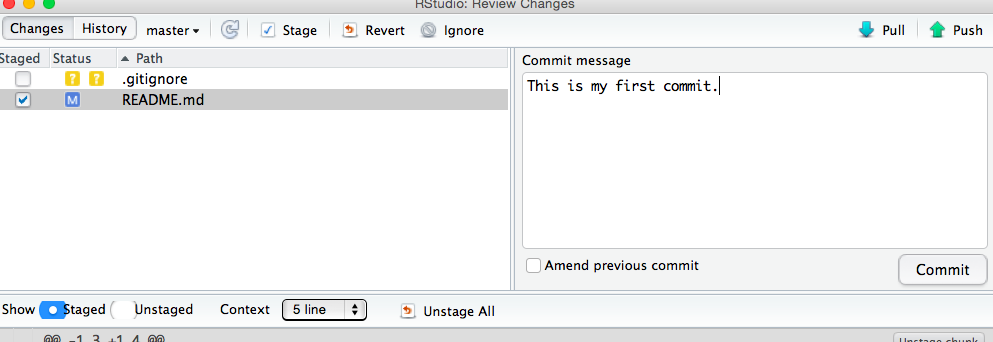 RStudio: Review Changes
Changes History master Stage Revert Ignore Pull Push
Staged Status Path
? ? .gitignore
M README.md
Commit message
This is my first commit.
Amend previous commit
Commit
Show Staged Unstaged Context 5 line Unstage All
@@ -1,3 +1,4 @@
Unstage chunk